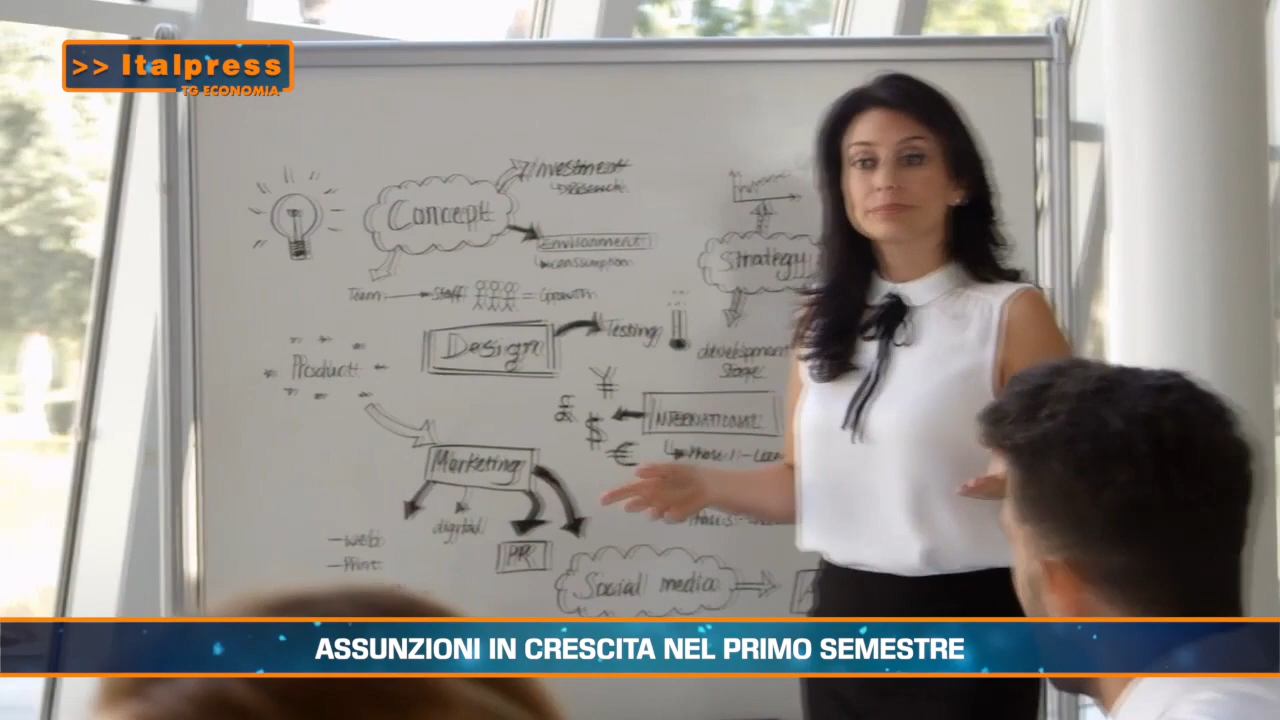 >> Italpress
TG ECONOMIA
Investment
Research
Concept
Environment
consumption
Strategy
Team
Staff
= Growth
Design
Testing
Product
development
Stage
¥
$
€
INTERNATIONAL
Marketing
digital
- web
- Print
PR
Social media
ASSUNZIONI IN CRESCITA NEL PRIMO SEMESTRE